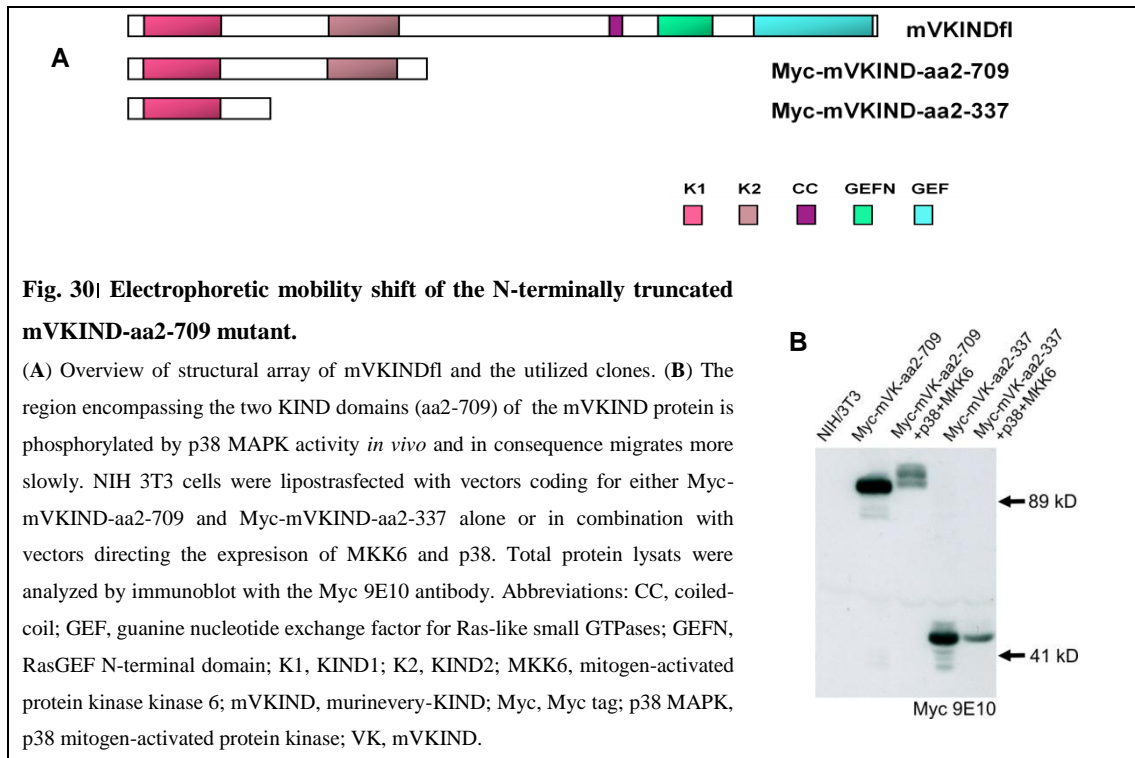 mVKINDfl
A
Myc-mVKIND-aa2-709
Myc-mVKIND-aa2-337
K1 K2 CC GEFN GEF
Fig. 30| Electrophoretic mobility shift of the N-terminally truncated
mVKIND-aa2-709 mutant.
(A) Overview of structural array of mVKINDfl and the utilized clones. (B) The
region encompassing the two KIND domains (aa2-709) of the mVKIND protein is
phosphorylated by p38 MAPK activity in vivo and in consequence migrates more
slowly. NIH 3T3 cells were lipostrasfected with vectors coding for either Myc-
mVKIND-aa2-709 and Myc-mVKIND-aa2-337 alone or in combination with
vectors directing the expresison of MKK6 and p38. Total protein lysats were
analyzed by immunoblot with the Myc 9E10 antibody. Abbreviations: CC, coiled-
coil; GEF, guanine nucleotide exchange factor for Ras-like small GTPases; GEFN,
RasGEF N-terminal domain; K1, KIND1; K2, KIND2; MKK6, mitogen-activated
protein kinase kinase 6; mVKIND, murinevery-KIND; Myc, Myc tag; p38 MAPK,
p38 mitogen-activated protein kinase; VK, mVKIND.
B
NIH/3T3
Myc-mVK-aa2-709
Myc-mVK-aa2-709
+p38+MKK6
Myc-mVK-aa2-337
Myc-mVK-aa2-337
+p38+MKK6
89 kD
41 kD
Myc 9E10